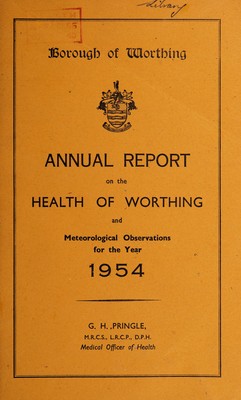 Library
Borough of Worthing
ANNUAL REPORT
on the
HEALTH OF WORTHING
and
Meteorological Observations
for the Year
1954
G. H. PRINGLE,
M.R.C.S., L.R.C.P., D.P.H.
Medical Officer of Health